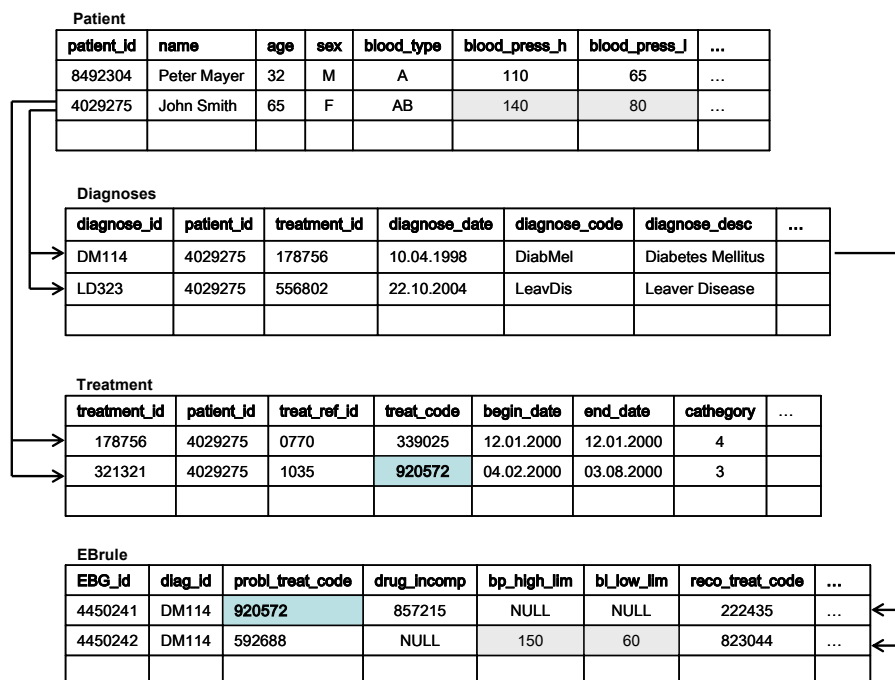 Patient
patient_id name age sex blood_type blood_press_h blood_press_l ...
8492304 Peter Mayer 32 M A 110 65 ...
4029275 John Smith 65 F AB 140 80 ...
Diagnoses
diagnose_id patient_id treatment_id diagnose_date diagnose_code diagnose_desc ...
DM114 4029275 178756 10.04.1998 DiabMel Diabetes Mellitus
LD323 4029275 556802 22.10.2004 LeavDis Leaver Disease
Treatment
treatment_id patient_id treat_ref_id treat_code begin_date end_date cathegory ...
178756 4029275 0770 339025 12.01.2000 12.01.2000 4
321321 4029275 1035 920572 04.02.2000 03.08.2000 3
EBrule
EBG_id diag_id probl_treat_code drug_incomp bp_high_lim bl_low_lim reco_treat_code ...
4450241 DM114 920572 857215 NULL NULL 222435 ...
4450242 DM114 592688 NULL 150 60 823044 ...